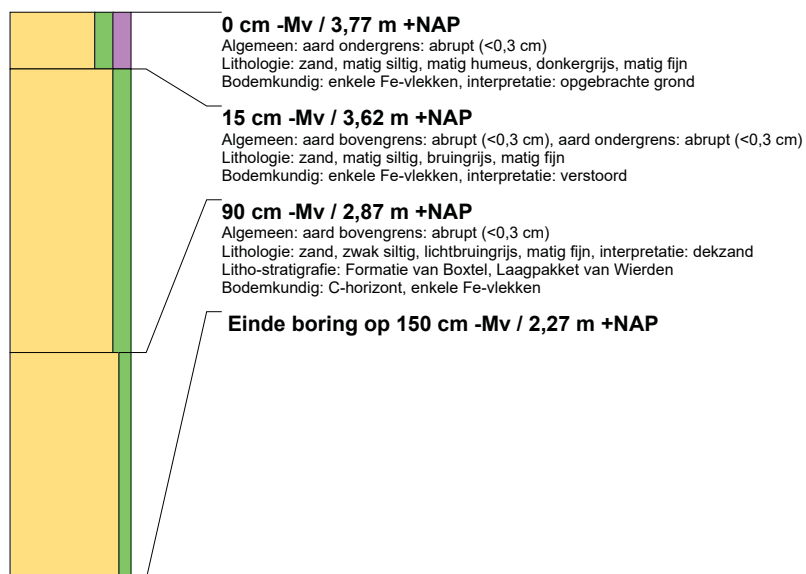 0 cm -Mv / 3,77 m +NAP
Algemeen: aard ondergrens: abrupt (<0,3 cm)
Lithologie: zand, matig siltig, matig humeus, donkergrijs, matig fijn
Bodemkundig: enkele Fe-vlekken, interpretatie: opgebrachte grond
15 cm -Mv / 3,62 m +NAP
Algemeen: aard bovengrens: abrupt (<0,3 cm), aard ondergrens: abrupt (<0,3 cm)
Lithologie: zand, matig siltig, bruingrijs, matig fijn
Bodemkundig: enkele Fe-vlekken, interpretatie: verstoord
90 cm -Mv / 2,87 m +NAP
Algemeen: aard bovengrens: abrupt (<0,3 cm)
Lithologie: zand, zwak siltig, lichtbruingrijs, matig fijn, interpretatie: dekzand
Litho-stratigrafie: Formatie van Boxtel, Laagpakket van Wierden
Bodemkundig: C-horizont, enkele Fe-vlekken
Einde boring op 150 cm -Mv / 2,27 m +NAP